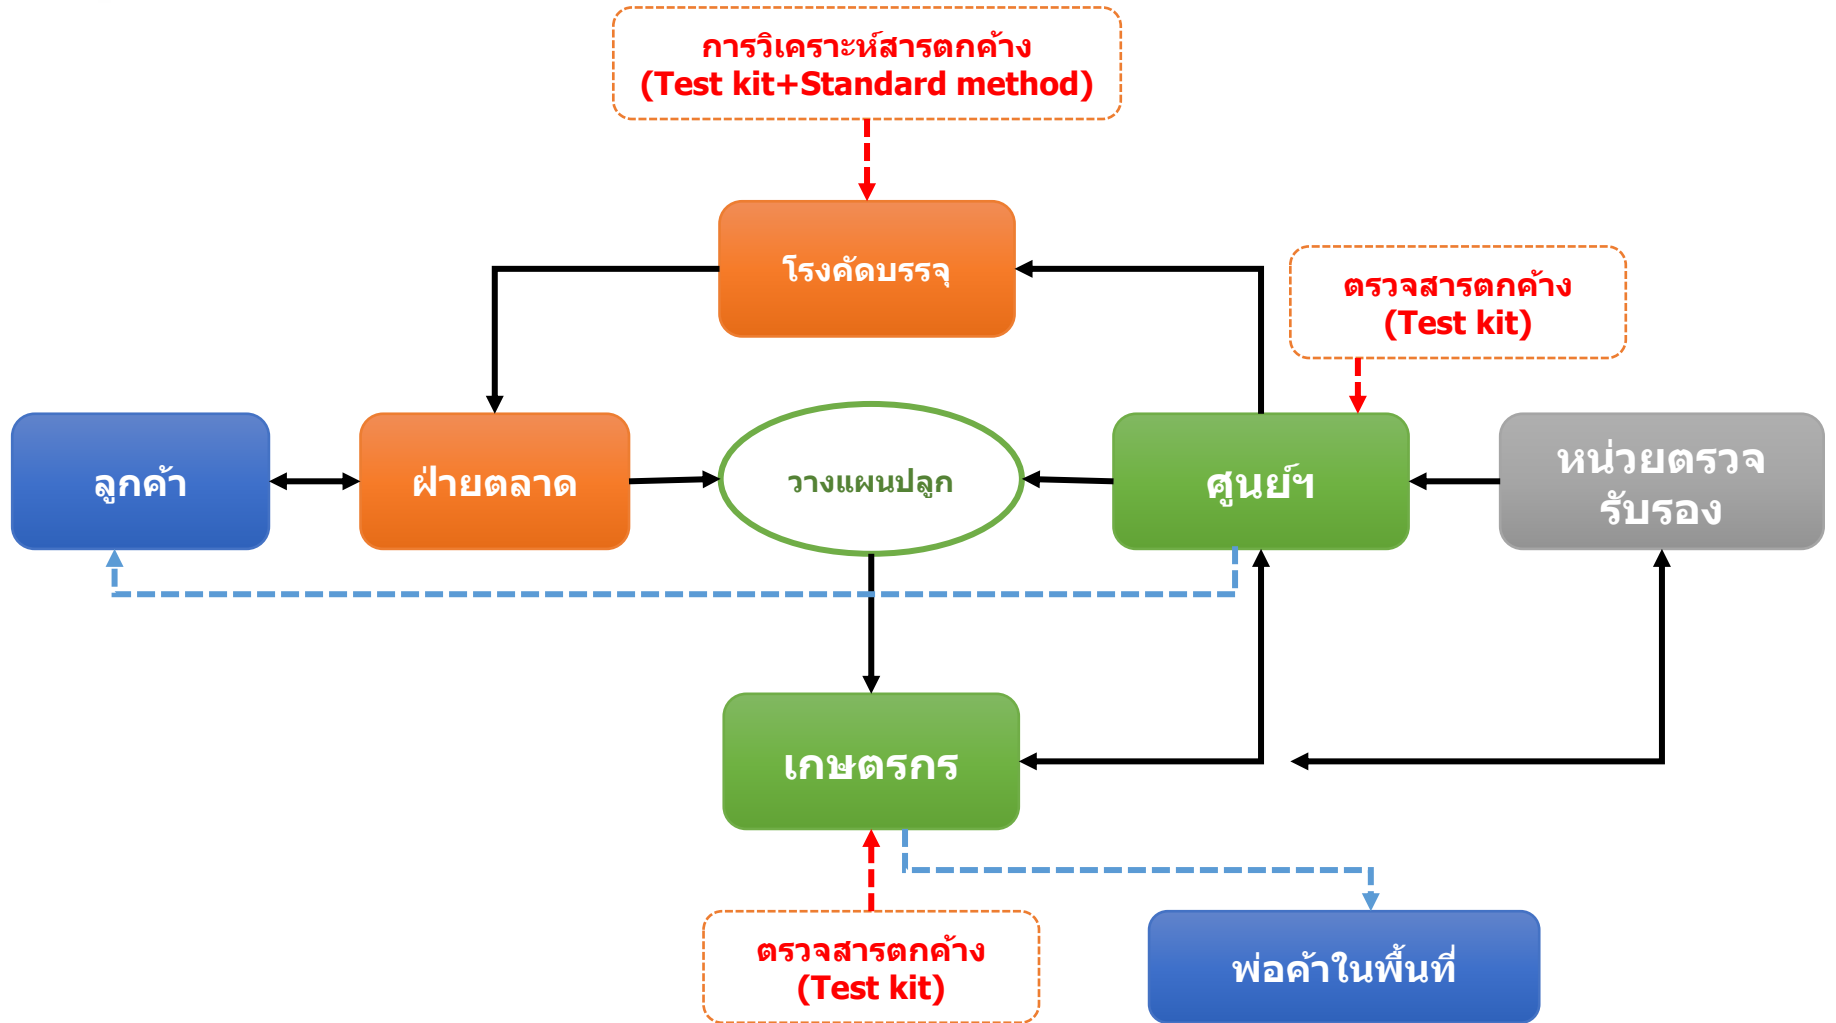 การวิเคราะห์สารตกค้าง
(Test kit+Standard method)
โรงคัดบรรจุ
ตรวจสารตกค้าง
(Test kit)
ลูกค้า
ฝ่ายตลาด
วางแผนปลูก
ศูนย์ฯ
หน่วยตรวจ
รับรอง
เกษตรกร
ตรวจสารตกค้าง
(Test kit)
พ่อค้าในพื้นที่